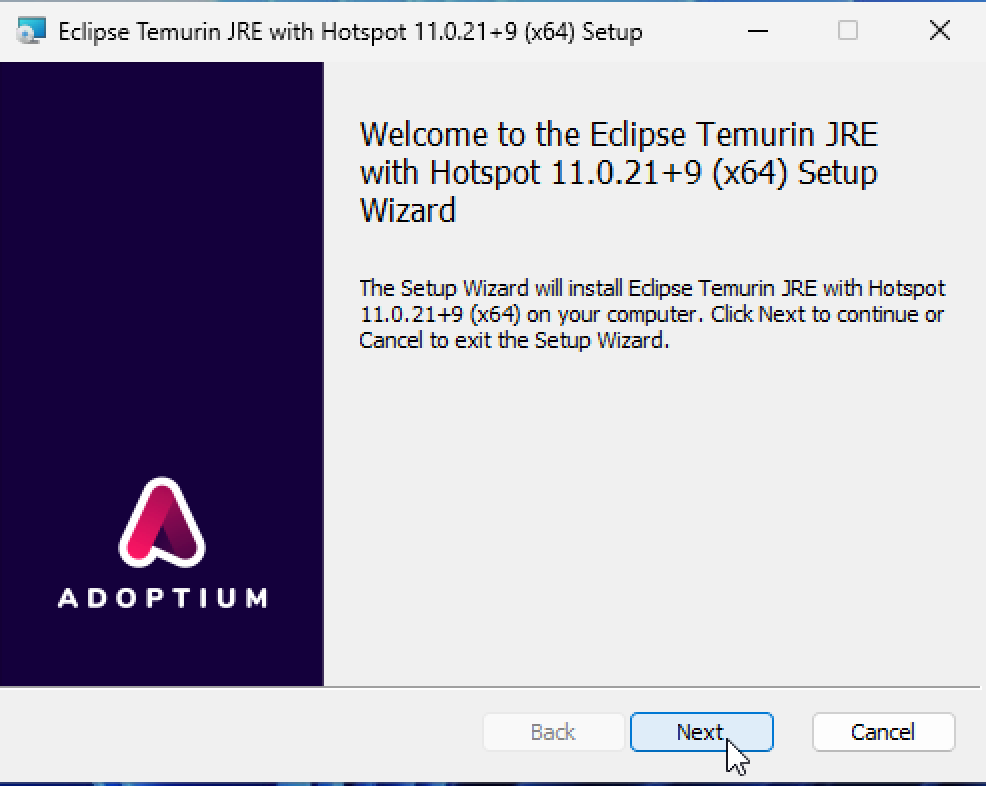 Eclipse Temurin JRE with Hotspot 11.0.21+9 (x64) Setup
Welcome to the Eclipse Temurin JRE
with Hotspot 11.0.21+9 (x64) Setup
Wizard
The Setup Wizard will install Eclipse Temurin JRE with Hotspot
11.0.21+9 (x64) on your computer. Click Next to continue or
Cancel to exit the Setup Wizard.
ADOPTIUM
Back
Next
Cancel